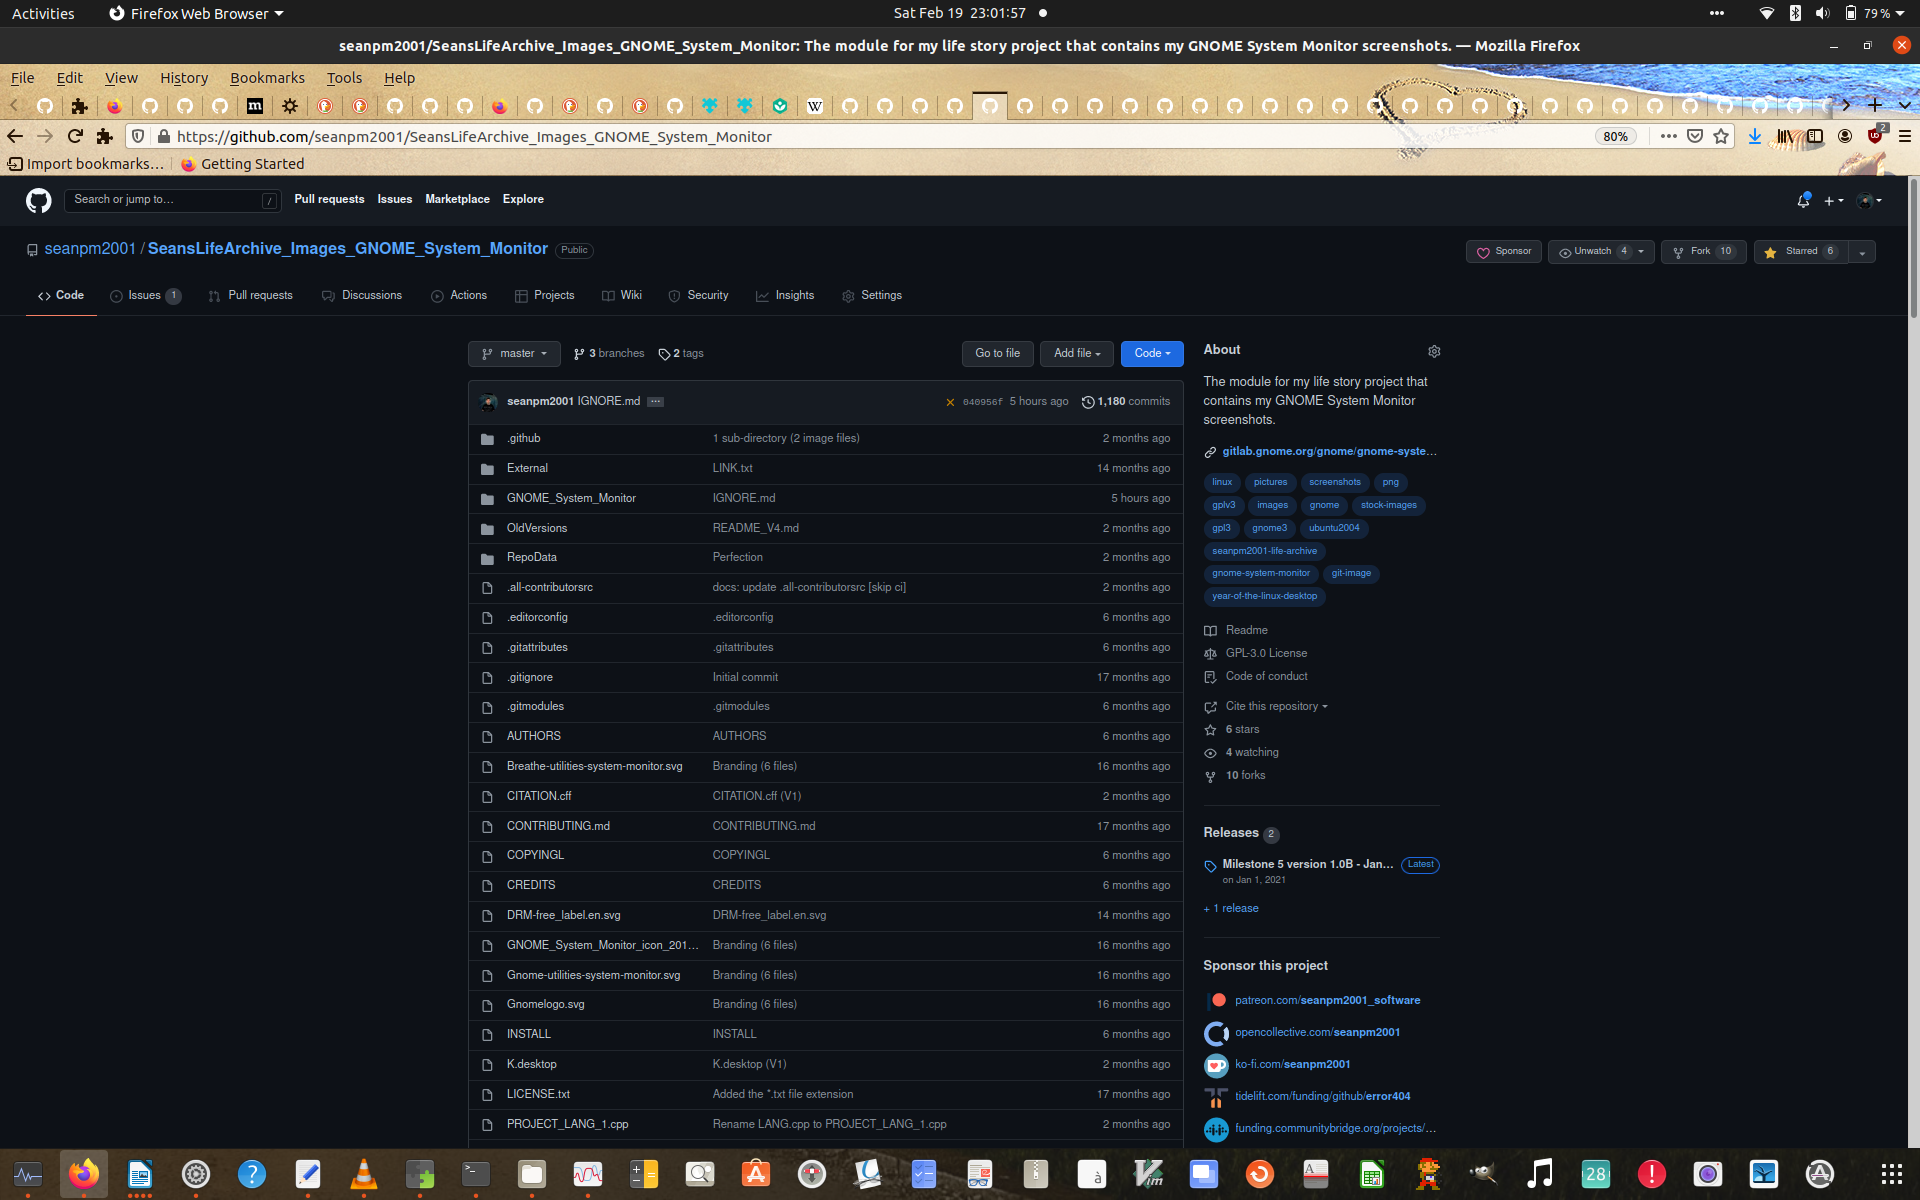 Activities
Firefox Web Browser
Sat Feb 19 23:01:57
79 %
seanpm2001/SeansLifeArchive_Images_GNOME_System_Monitor: The module for my life story project that contains my GNOME System Monitor screenshots. — Mozilla Firefox
File Edit View History Bookmarks Tools Help
https://github.com/seanpm2001/SeansLifeArchive_Images_GNOME_System_Monitor
80%
2
Import bookmarks… Getting Started
Search or jump to… /
Pull requests Issues Marketplace Explore
seanpm2001 / SeansLifeArchive_Images_GNOME_System_Monitor Public
Sponsor Unwatch 4 Fork 10 Starred 6
Code Issues 1 Pull requests Discussions Actions Projects Wiki Security Insights Settings
master 3 branches 2 tags Go to file Add file Code
seanpm2001 IGNORE.md 040956f 5 hours ago 1,180 commits
.github 1 sub-directory (2 image files) 2 months ago
External LINK.txt 14 months ago
GNOME_System_Monitor IGNORE.md 5 hours ago
OldVersions README_V4.md 2 months ago
RepoData Perfection 2 months ago
.all-contributorsrc docs: update .all-contributorsrc [skip ci] 2 months ago
.editorconfig .editorconfig 6 months ago
.gitattributes .gitattributes 6 months ago
.gitignore Initial commit 17 months ago
.gitmodules .gitmodules 6 months ago
AUTHORS AUTHORS 6 months ago
Breathe-utilities-system-monitor.svg Branding (6 files) 16 months ago
CITATION.cff CITATION.cff (V1) 2 months ago
CONTRIBUTING.md CONTRIBUTING.md 17 months ago
COPYINGL COPYINGL 6 months ago
CREDITS CREDITS 6 months ago
DRM-free_label.en.svg DRM-free_label.en.svg 14 months ago
GNOME_System_Monitor_icon_201… Branding (6 files) 16 months ago
Gnome-utilities-system-monitor.svg Branding (6 files) 16 months ago
Gnomelogo.svg Branding (6 files) 16 months ago
INSTALL INSTALL 6 months ago
K.desktop K.desktop (V1) 2 months ago
LICENSE.txt Added the *.txt file extension 17 months ago
PROJECT_LANG_1.cpp Rename LANG.cpp to PROJECT_LANG_1.cpp 2 months ago
About
The module for my life story project that
contains my GNOME System Monitor
screenshots.
gitlab.gnome.org/gnome/gnome-syste…
linux pictures screenshots png
gplv3 images gnome stock-images
gpl3 gnome3 ubuntu2004
seanpm2001-life-archive
gnome-system-monitor git-image
year-of-the-linux-desktop
Readme
GPL-3.0 License
Code of conduct
Cite this repository
6 stars
4 watching
10 forks
Releases 2
Milestone 5 version 1.0B - Jan… Latest
on Jan 1, 2021
+ 1 release
Sponsor this project
patreon.com/seanpm2001_software
opencollective.com/seanpm2001
ko-fi.com/seanpm2001
tidelift.com/funding/github/error404
funding.communitybridge.org/projects/…
28